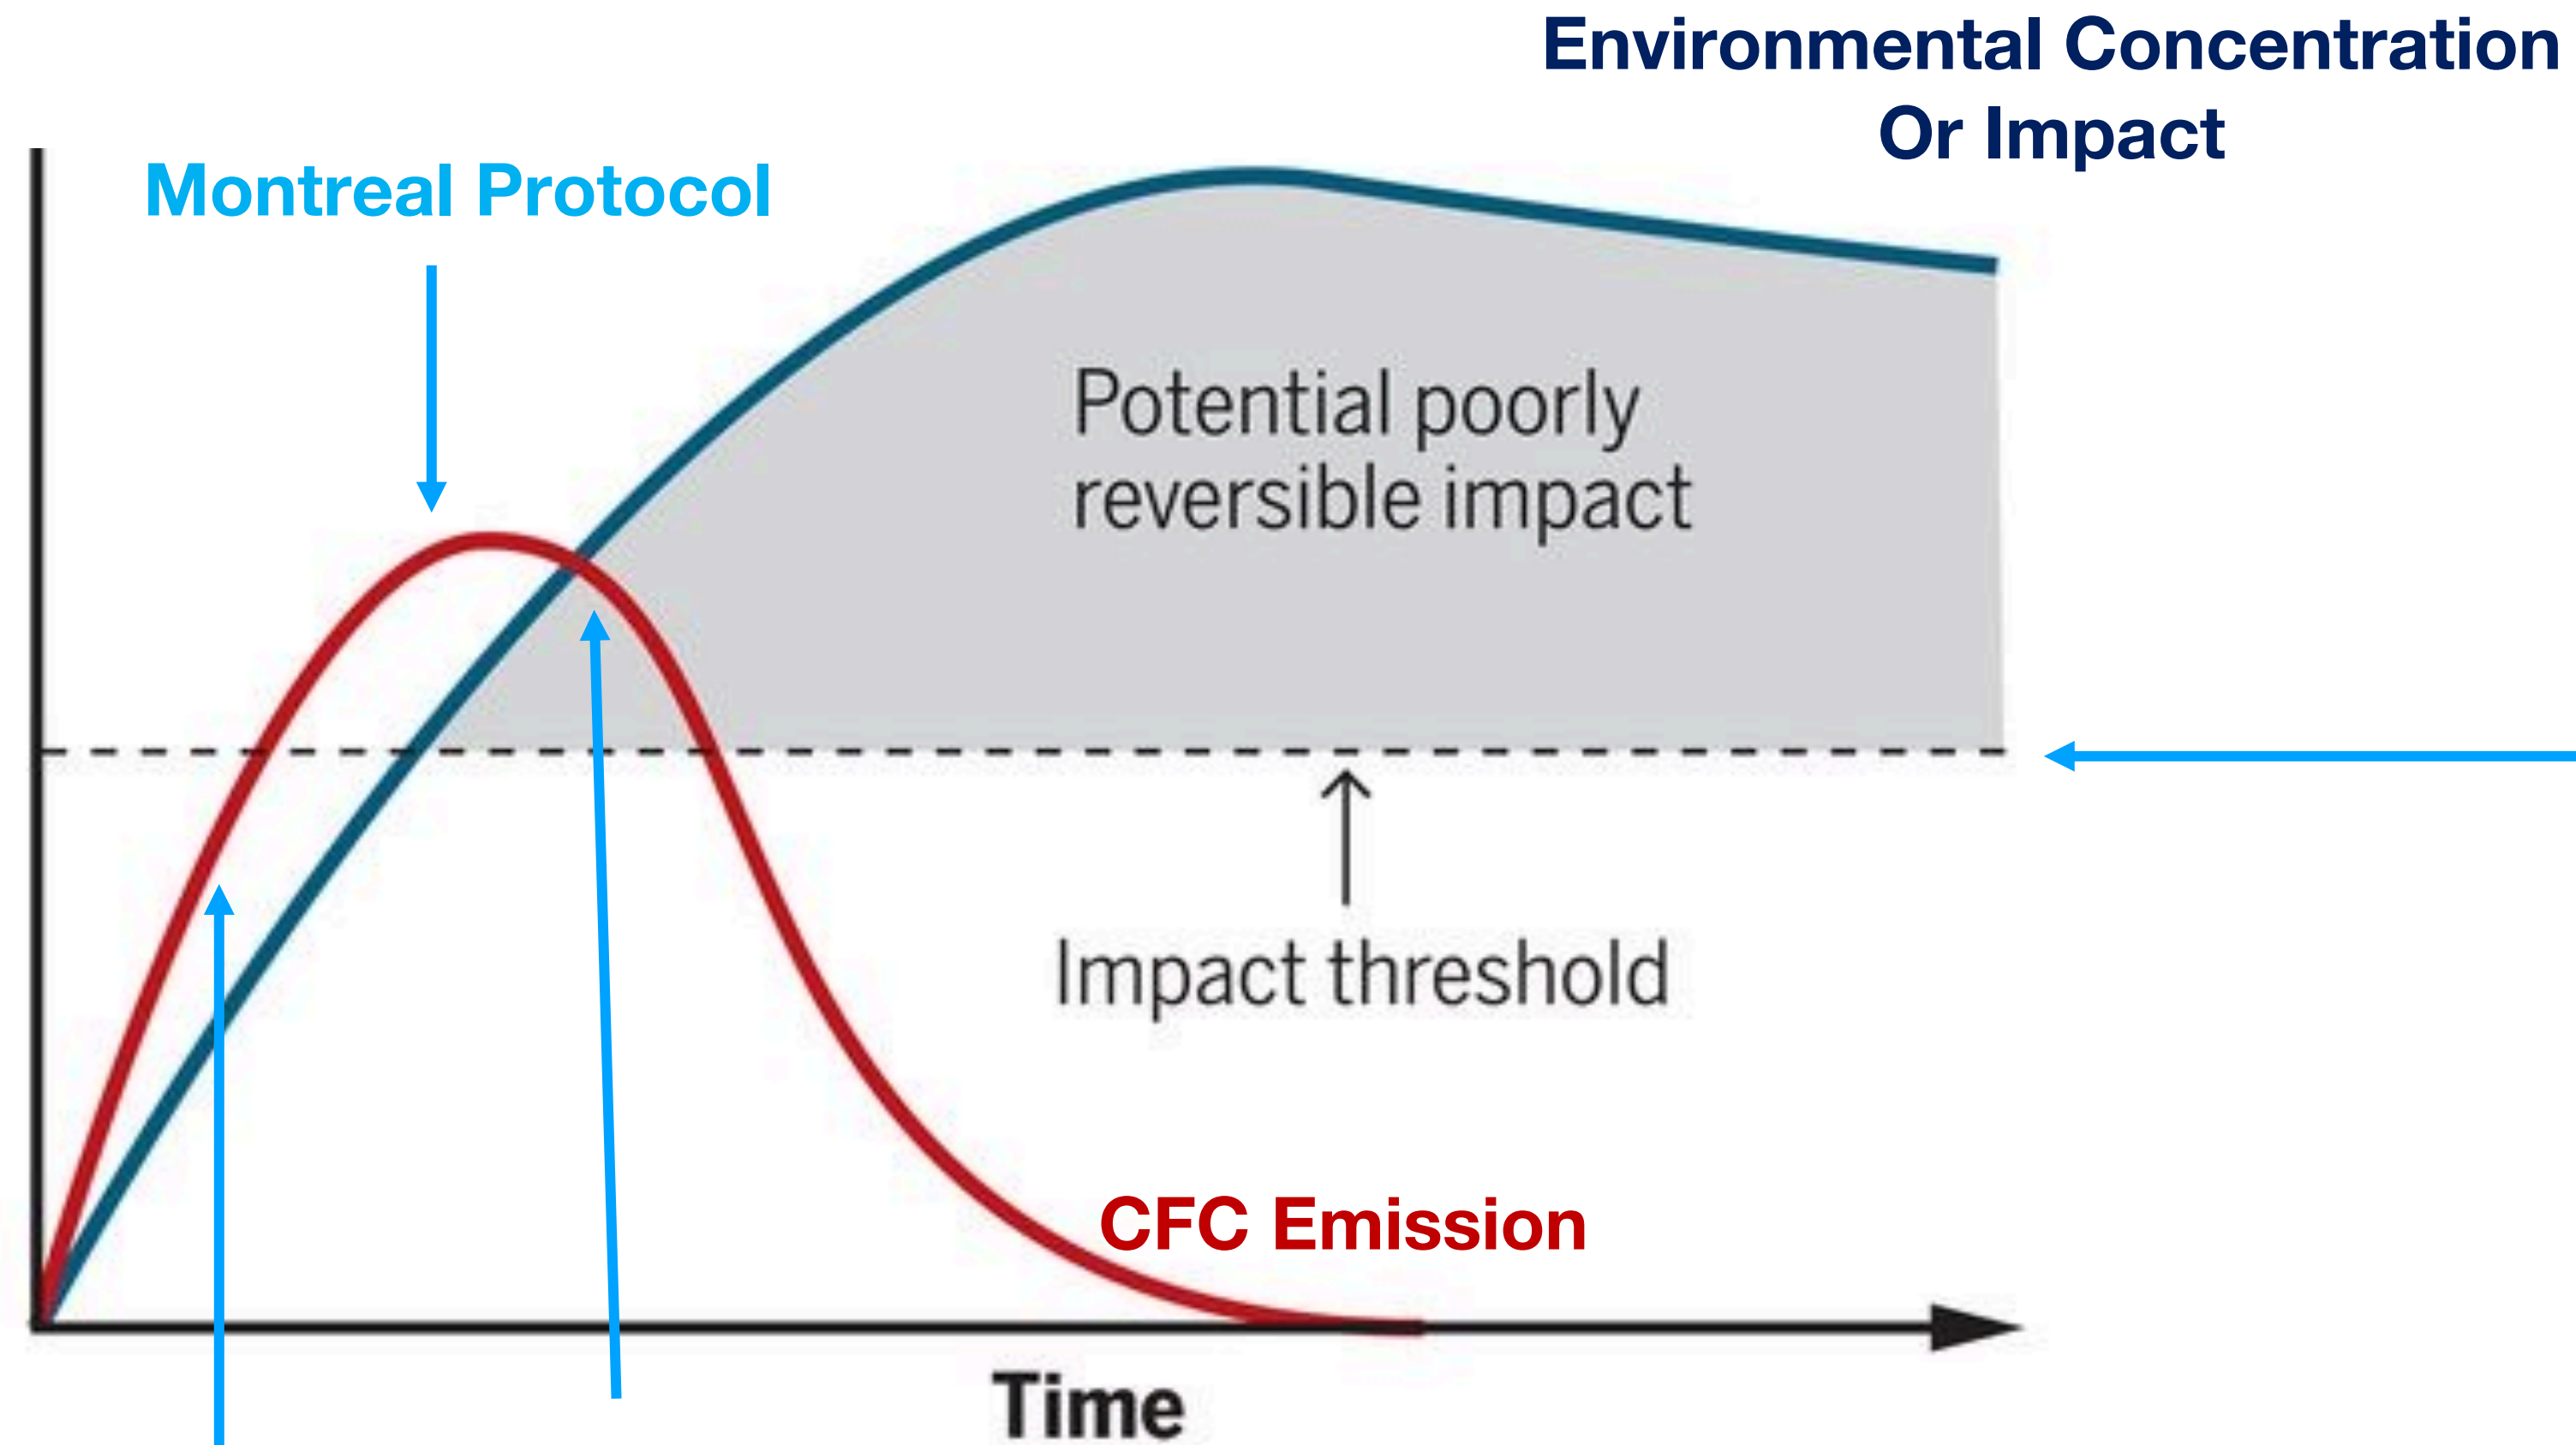 Environmental Concentration
Or Impact
Montreal Protocol
Potential poorly
reversible impact
Impact threshold
CFC Emission
Time